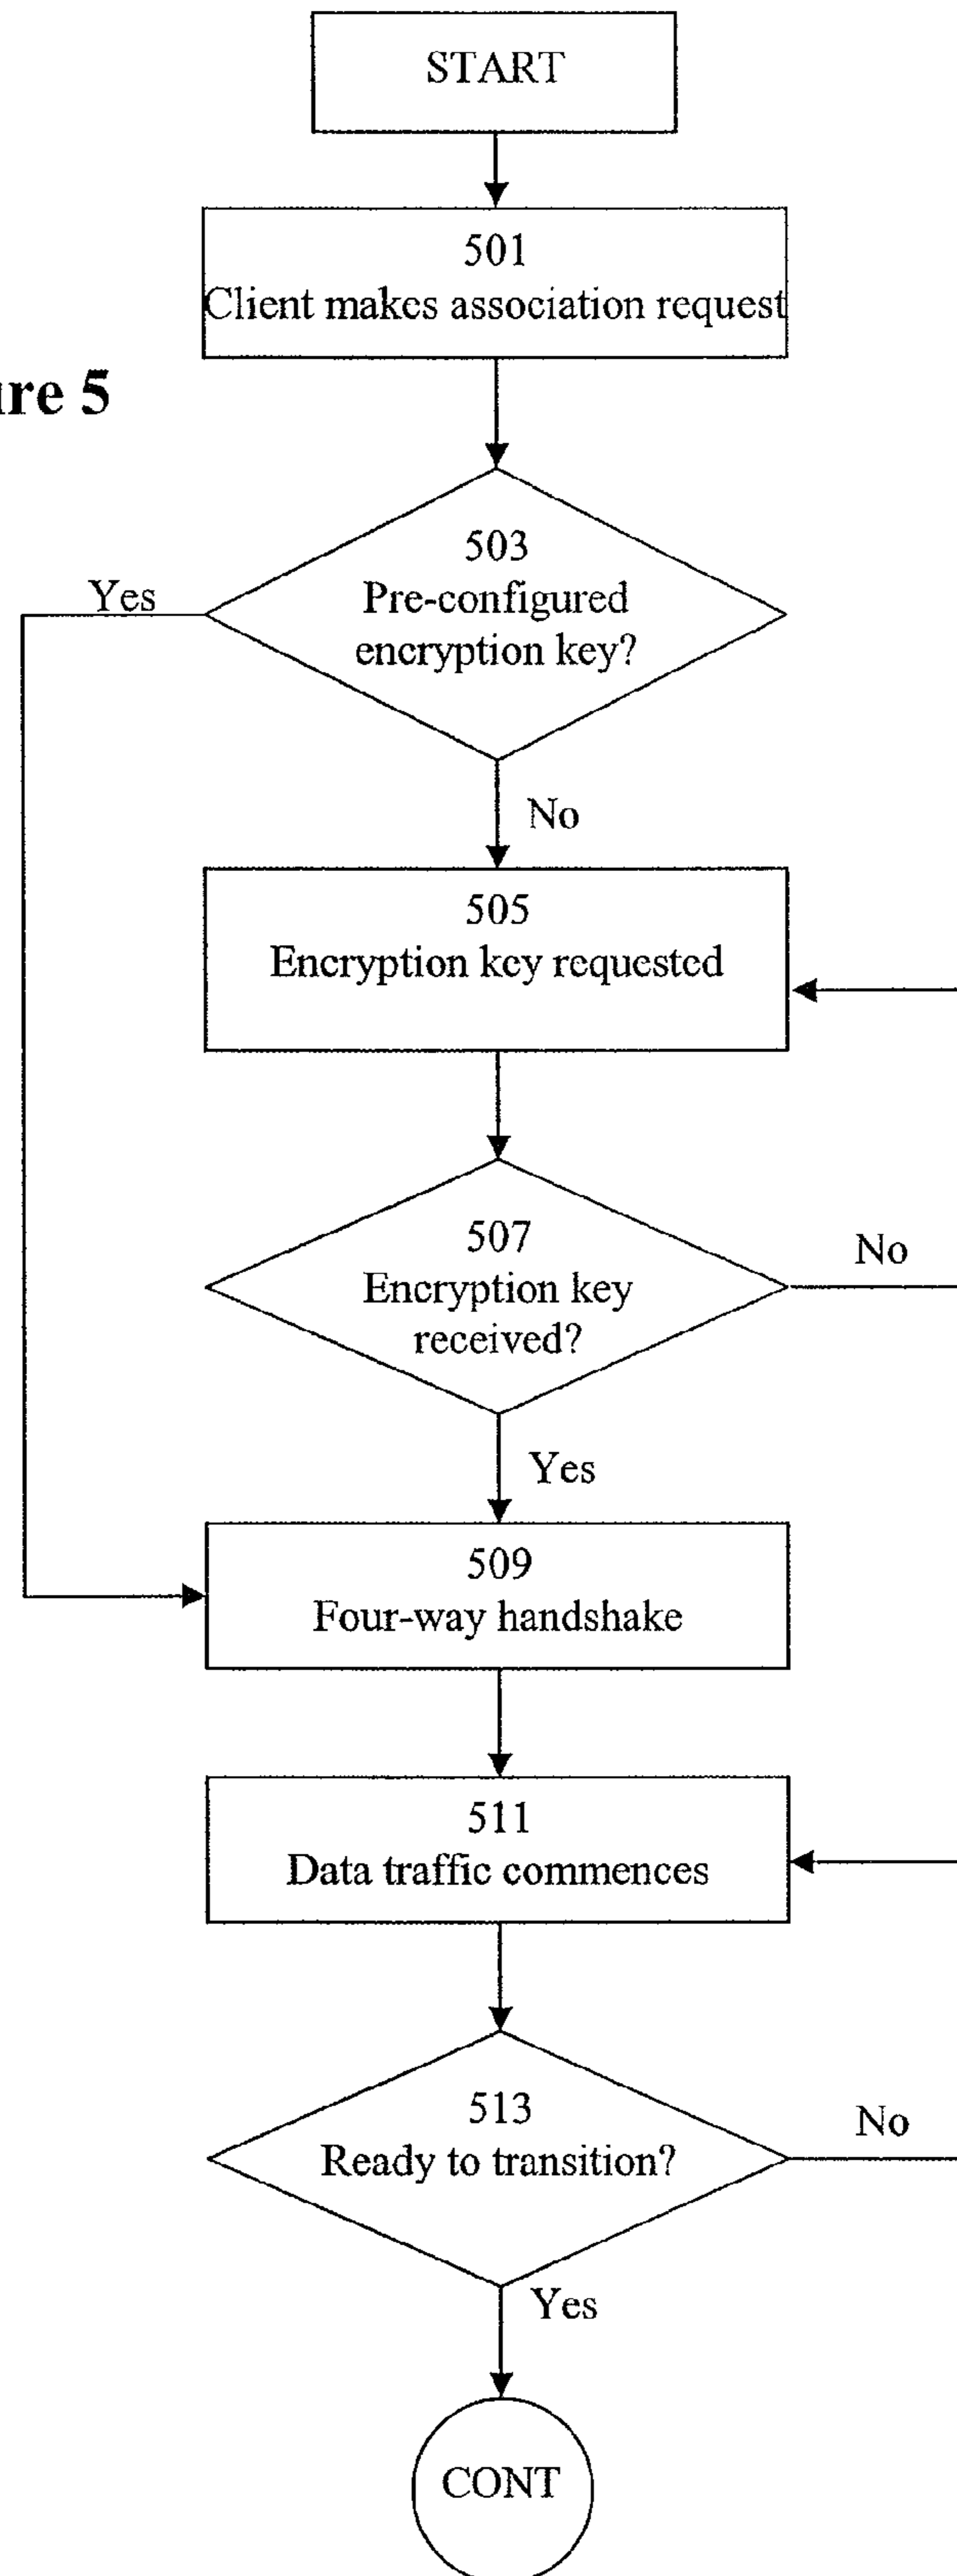 START
501
Client makes association request
ure 5
503
Pre-configured
encryption key?
Yes
No
505
Encryption key requested
507
Encryption key
received?
No
Yes
509
Four-way handshake
511
Data traffic commences
513
Ready to transition?
No
Yes
CONT